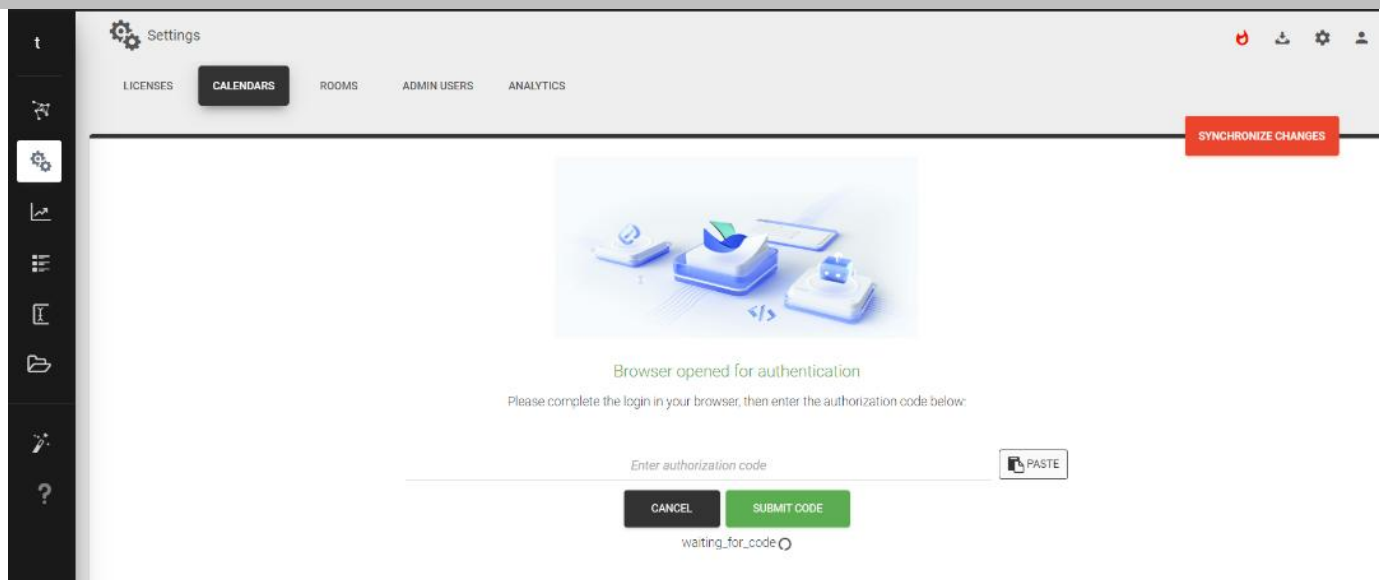 t
Settings
LICENSES CALENDARS ROOMS ADMIN USERS ANALYTICS
SYNCHRONIZE CHANGES
Browser opened for authentication
Please complete the login in your browser, then enter the authorization code below:
Enter authorization code PASTE
CANCEL SUBMIT CODE
waiting_for_code
?